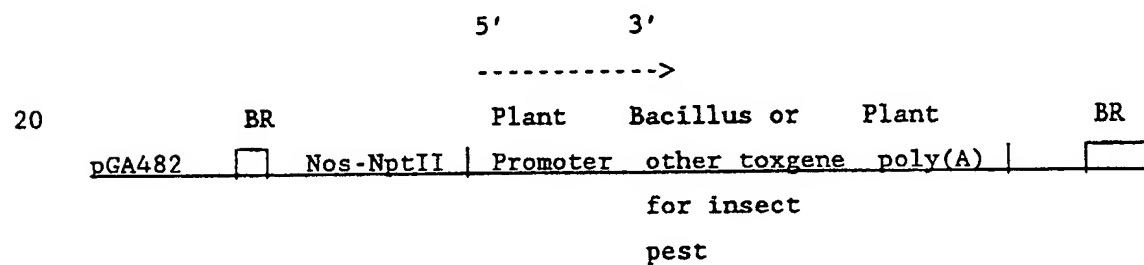 5' 3'
------------>
20 BR Plant Bacillus or Plant BR
pGA482 Nos-NptII Promoter other toxgene poly(A)
for insect
pest